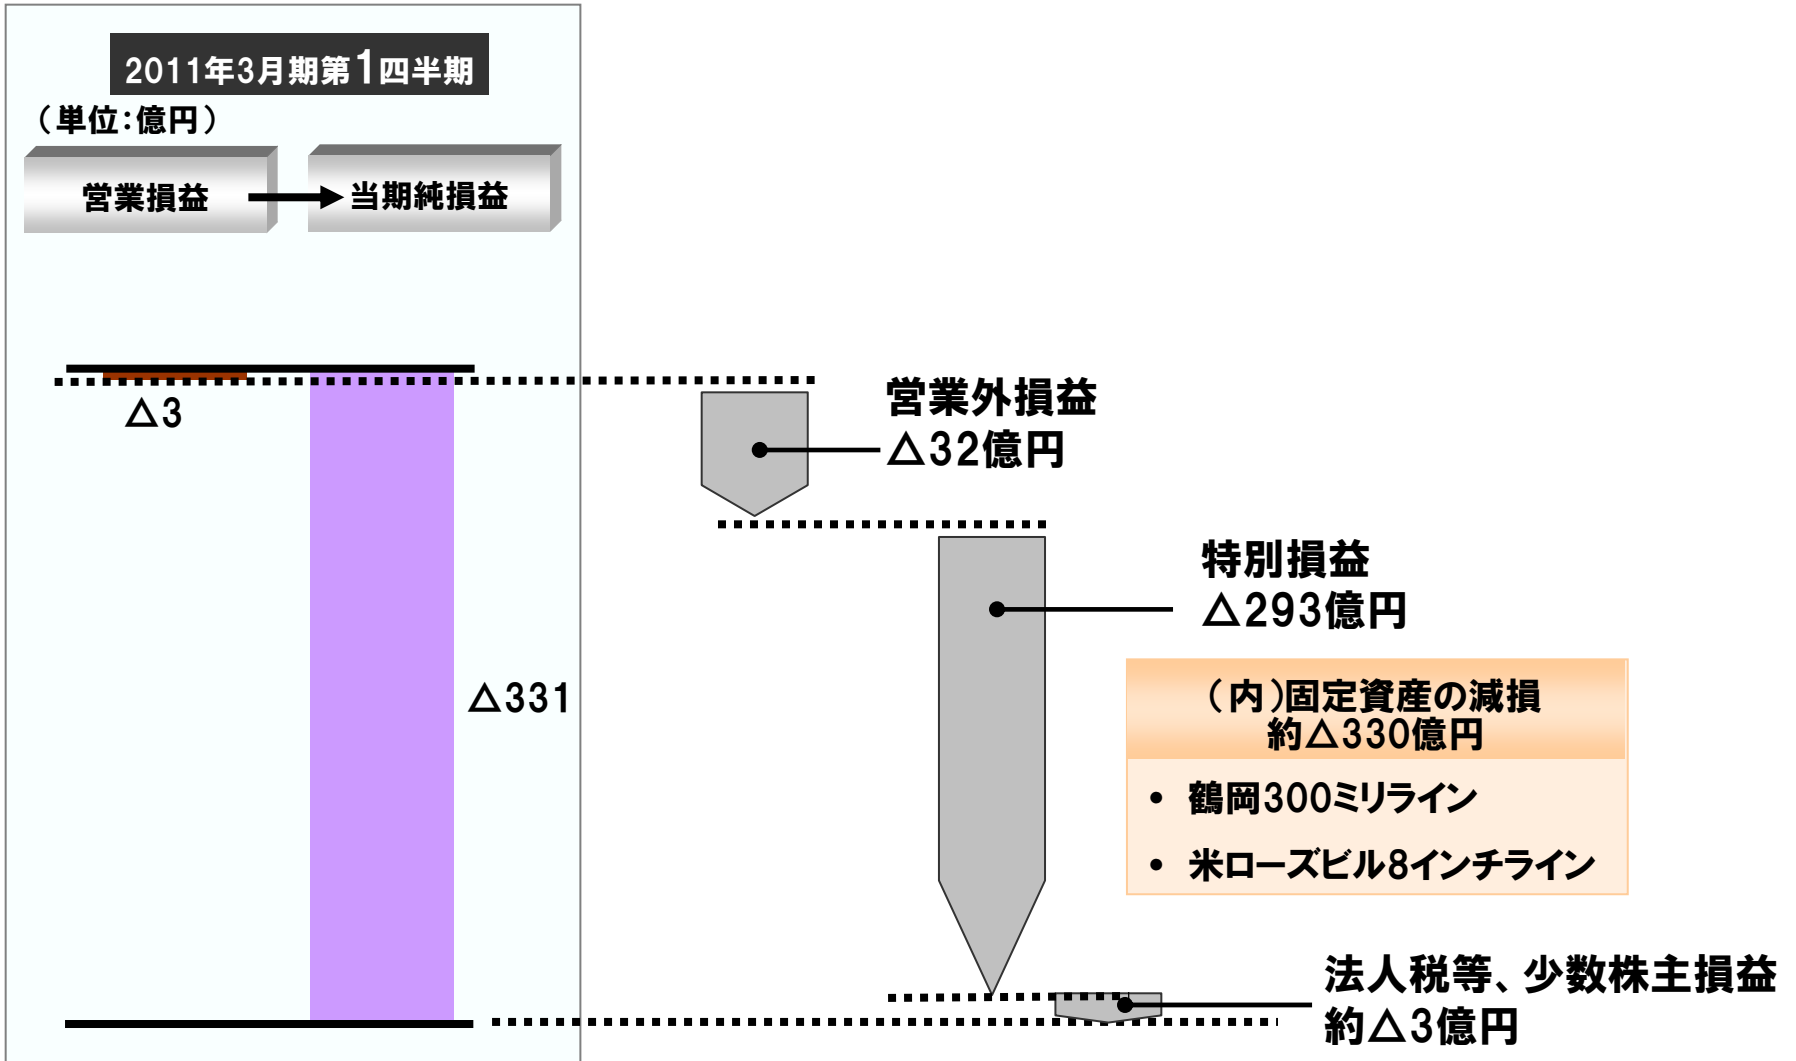 2011年3月期第1四半期
（単位：億円）
営業損益
当期純損益
△3
△331
営業外損益
△32億円
特別損益
△293億円
（内）固定資産の減損
約△330億円
• 鶴岡300ミリライン
• 米ローズビル8インチライン
法人税等、少数株主損益
約△3億円